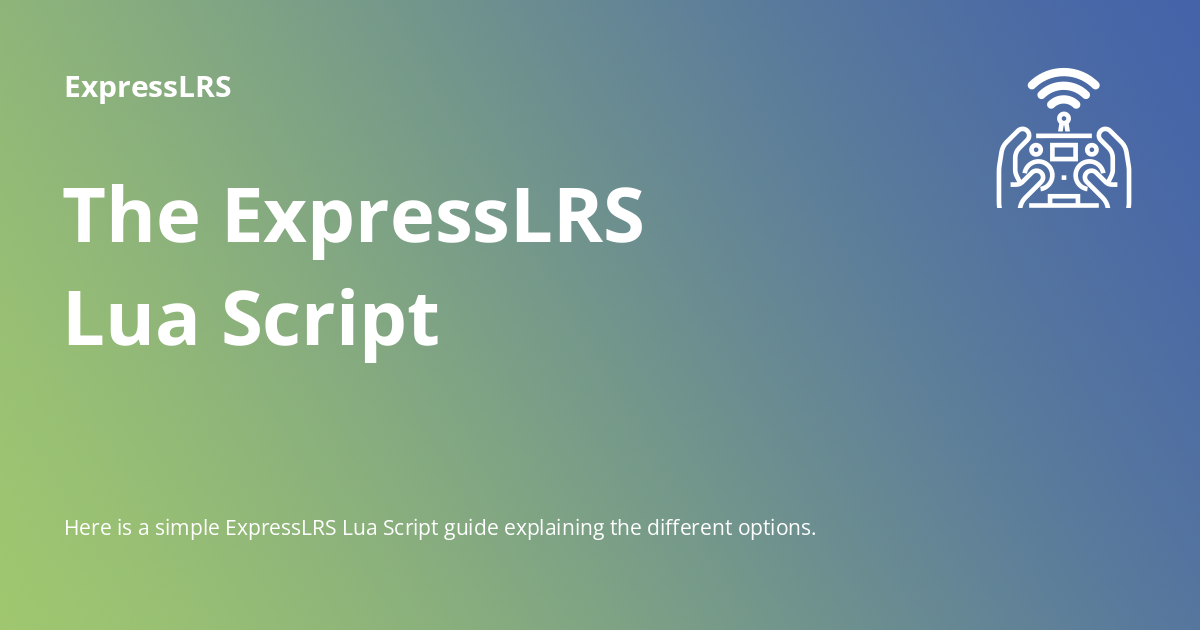 ExpressLRS
The ExpressLRS
Lua Script
Here is a simple ExpressLRS Lua Script guide explaining the different options.